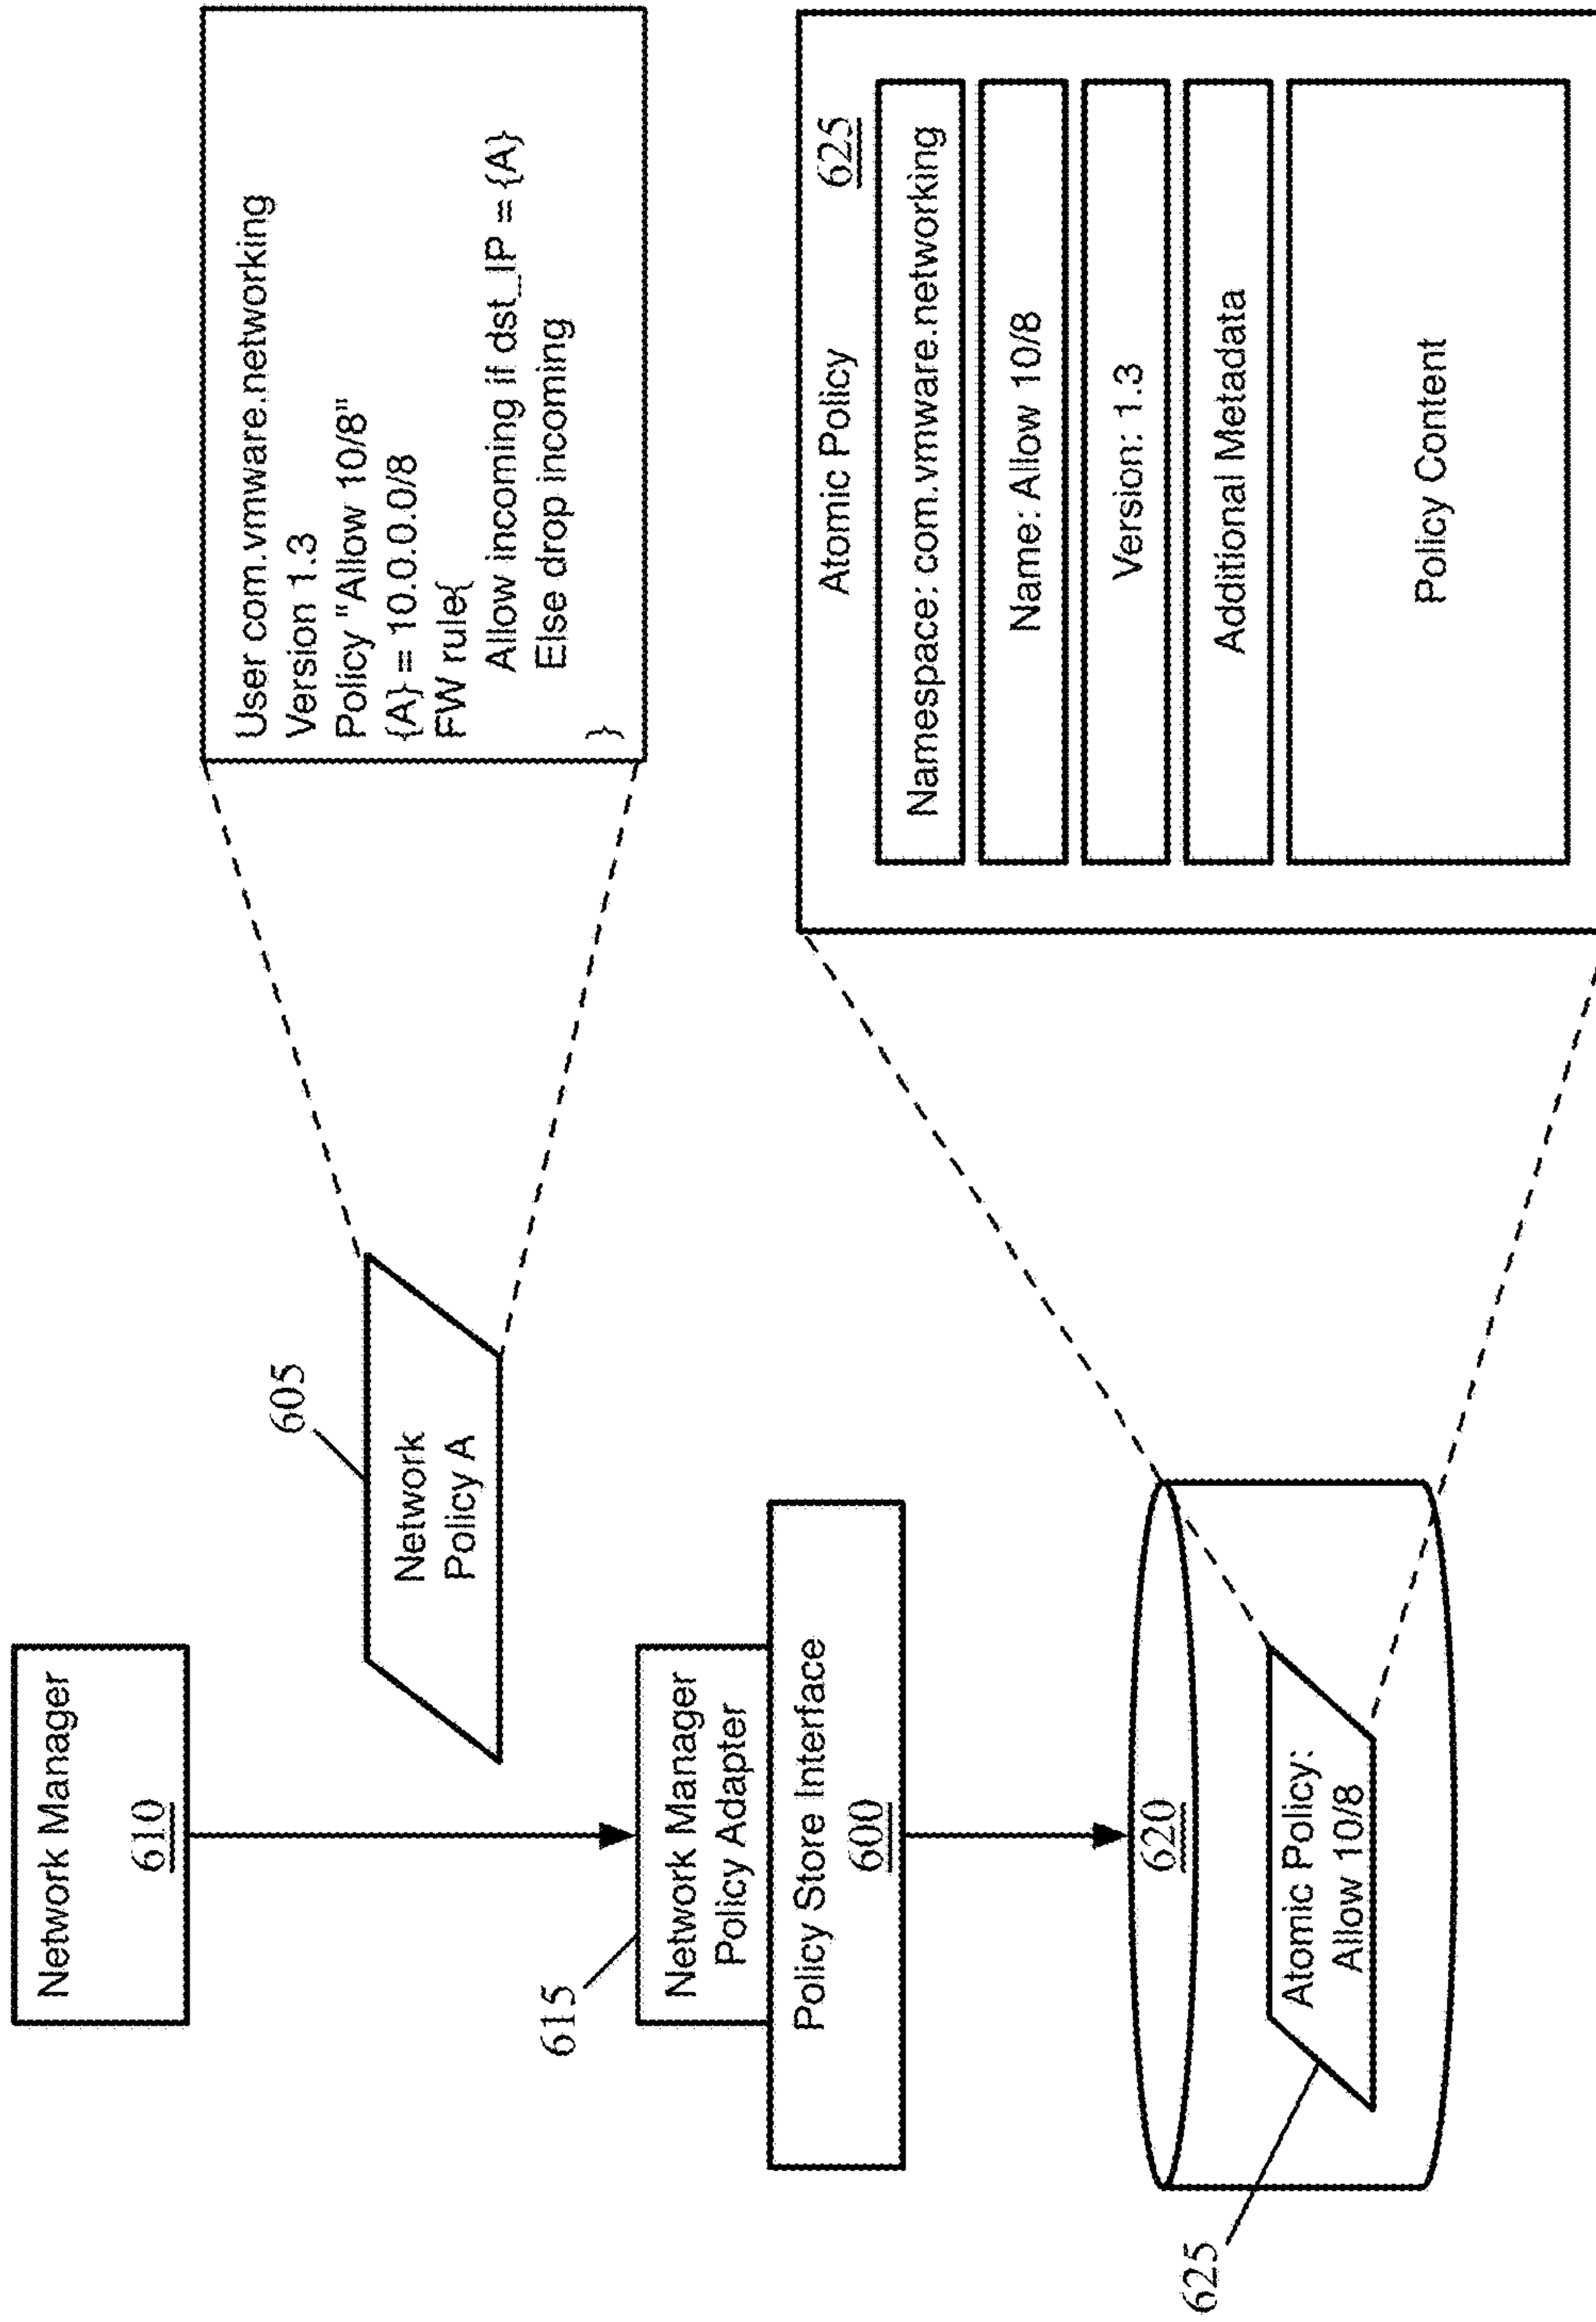 Network Manager
610
605
Network
Policy A
User com.vmware.networking
Version 1.3
Policy "Allow 10/8"
{A} = 10.0.0.0/8
FW rule{
Allow incoming if dst_IP = {A}
Else drop incoming
}
615
Network Manager
Policy Adapter
Policy Store Interface
600
620
Atomic Policy:
Allow 10/8
625
Atomic Policy
625
Namespace: com.vmware.networking
Name: Allow 10/8
Version: 1.3
Additional Metadata
Policy Content